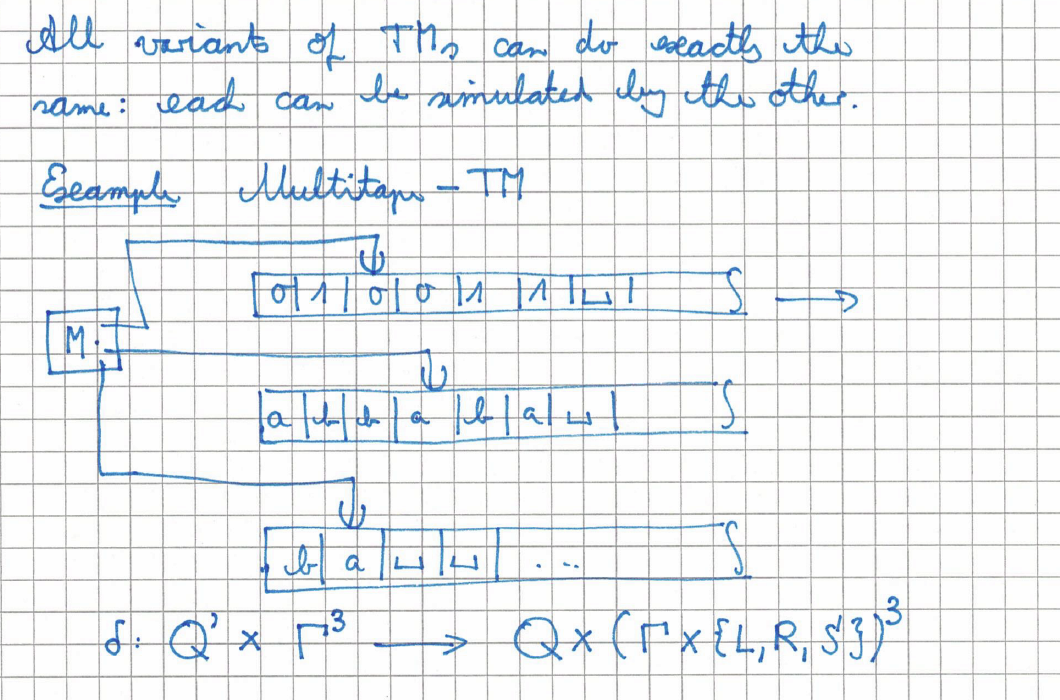 All variants of TMs can do exactly the
same: each can be simulated by the other.
Example Multitape - TM
0 1 0 0 1 1 ⊔
M
a b b a b a ⊔
b a ⊔ ⊔ ...
δ: Q' × Γ³ → Q × (Γ × {L, R, S})³